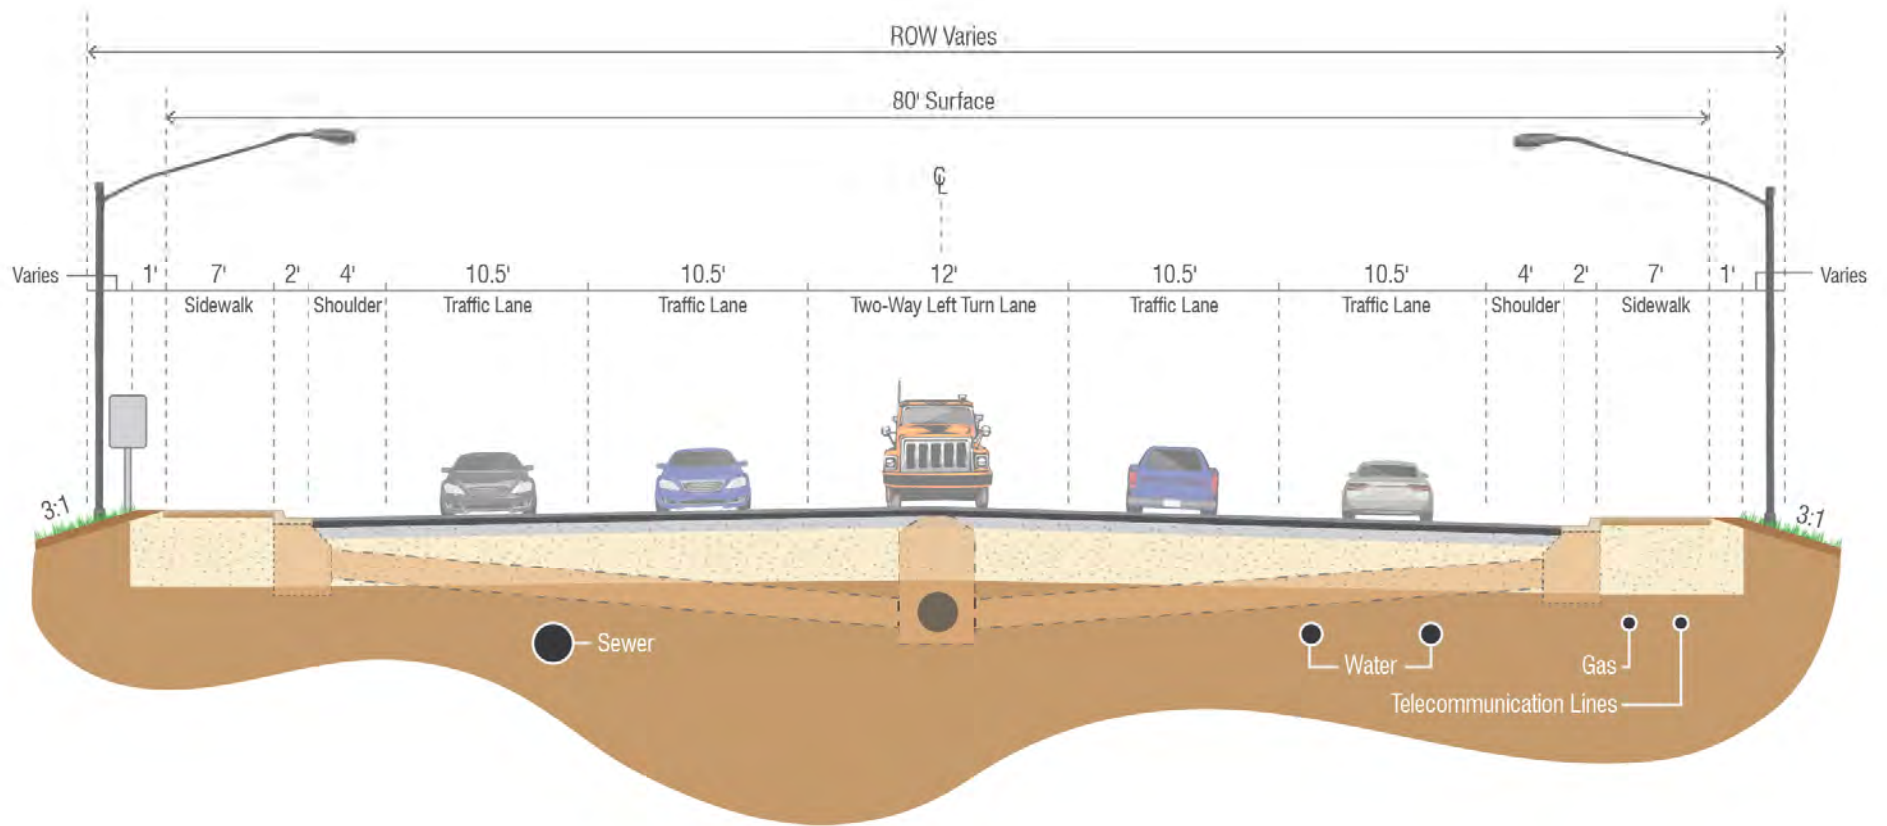 ROW Varies
80' Surface
℄
Varies 1' 7' 2' 4' 10.5' 10.5' 12' 10.5' 10.5' 4' 2' 7' 1' Varies
Sidewalk Shoulder Traffic Lane Traffic Lane Two-Way Left Turn Lane Traffic Lane Traffic Lane Shoulder Sidewalk
3:1 3:1
Sewer
Water
Gas
Telecommunication Lines